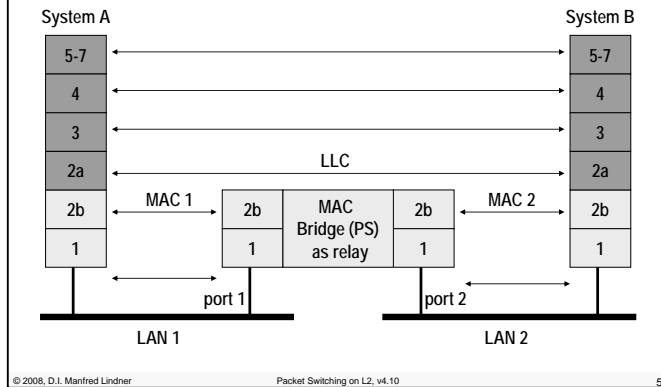 System A System B
5-7 5-7
4 4
3 3
LLC
2a 2a
MAC 1 MAC 2
2b 2b MAC 2b 2b
Bridge (PS)
1 1 as relay 1 1
port 1 port 2
LAN 1 LAN 2
© 2008, D.I. Manfred Lindner Packet Switching on L2, v4.10 5